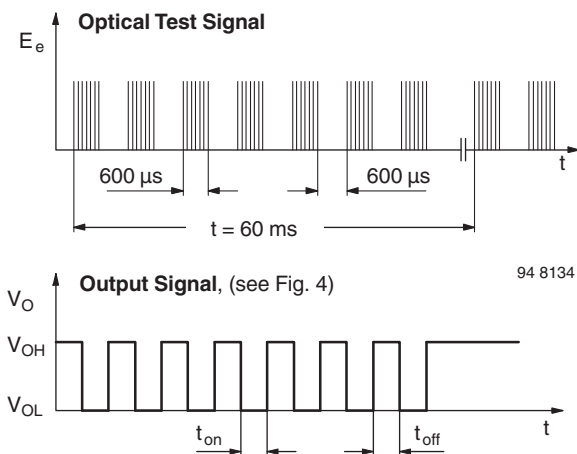 Optical Test Signal
E e
t
600 µs
600 µs
t = 60 ms
94 8134
Output Signal, (see Fig. 4)
VO
VOH
VOL
ton
toff
t